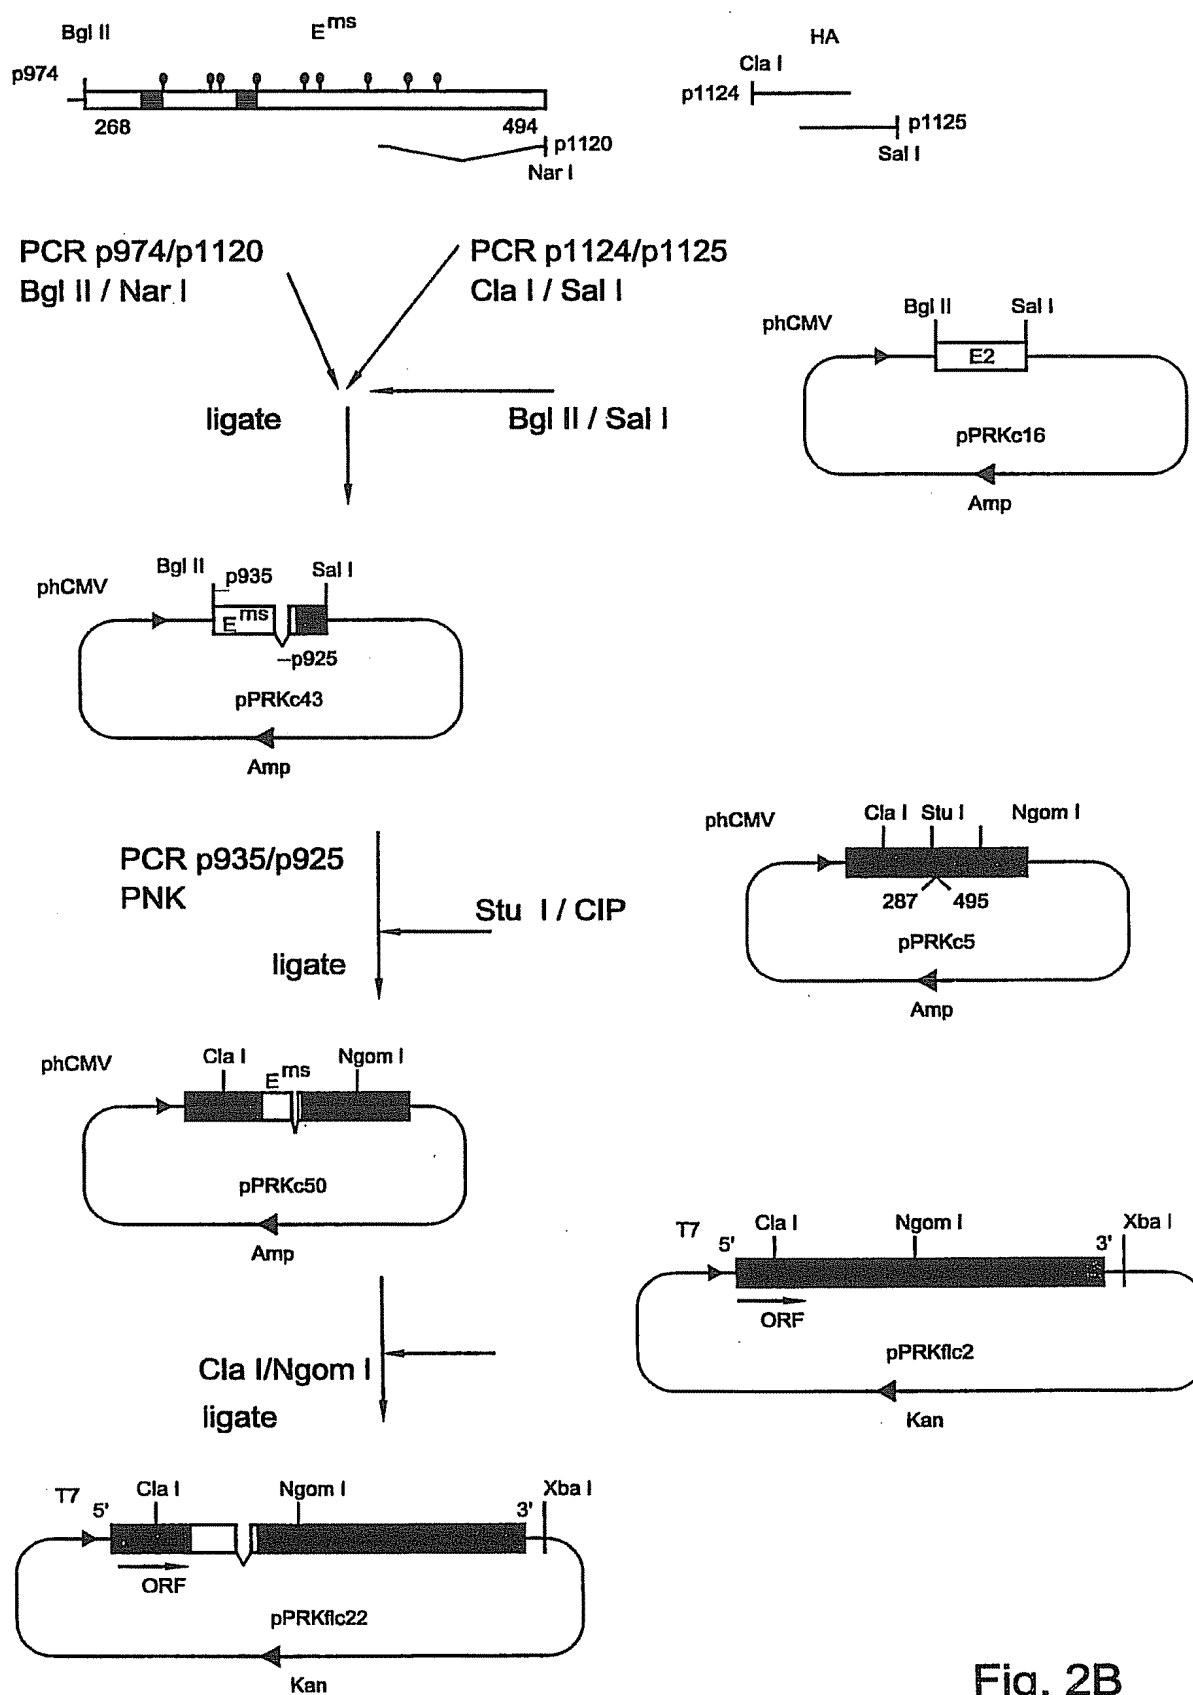 Bgl II
E^ms
HA
p974
Cla I
p1124
268
494
p1120
Nar I
p1125
Sal I
PCR p974/p1120
Bgl II / Nar I
PCR p1124/p1125
Cla I / Sal I
phCMV
Bgl II
Sal I
E2
ligate
Bgl II / Sal I
pPRKc16
Amp
phCMV
Bgl II
p935
Sal I
E^ms
p925
pPRKc43
Amp
phCMV
Cla I
Stu I
Ngom I
PCR p935/p925
PNK
287
495
Stu I / CIP
pPRKc5
ligate
Amp
phCMV
Cla I
E^ms
Ngom I
pPRKc50
Amp
T7
5'
Cla I
Ngom I
3'
Xba I
ORF
pPRKflc2
Cla I/Ngom I
ligate
Kan
T7
5'
Cla I
Ngom I
3'
Xba I
ORF
pPRKflc22
Kan
Fig. 2B